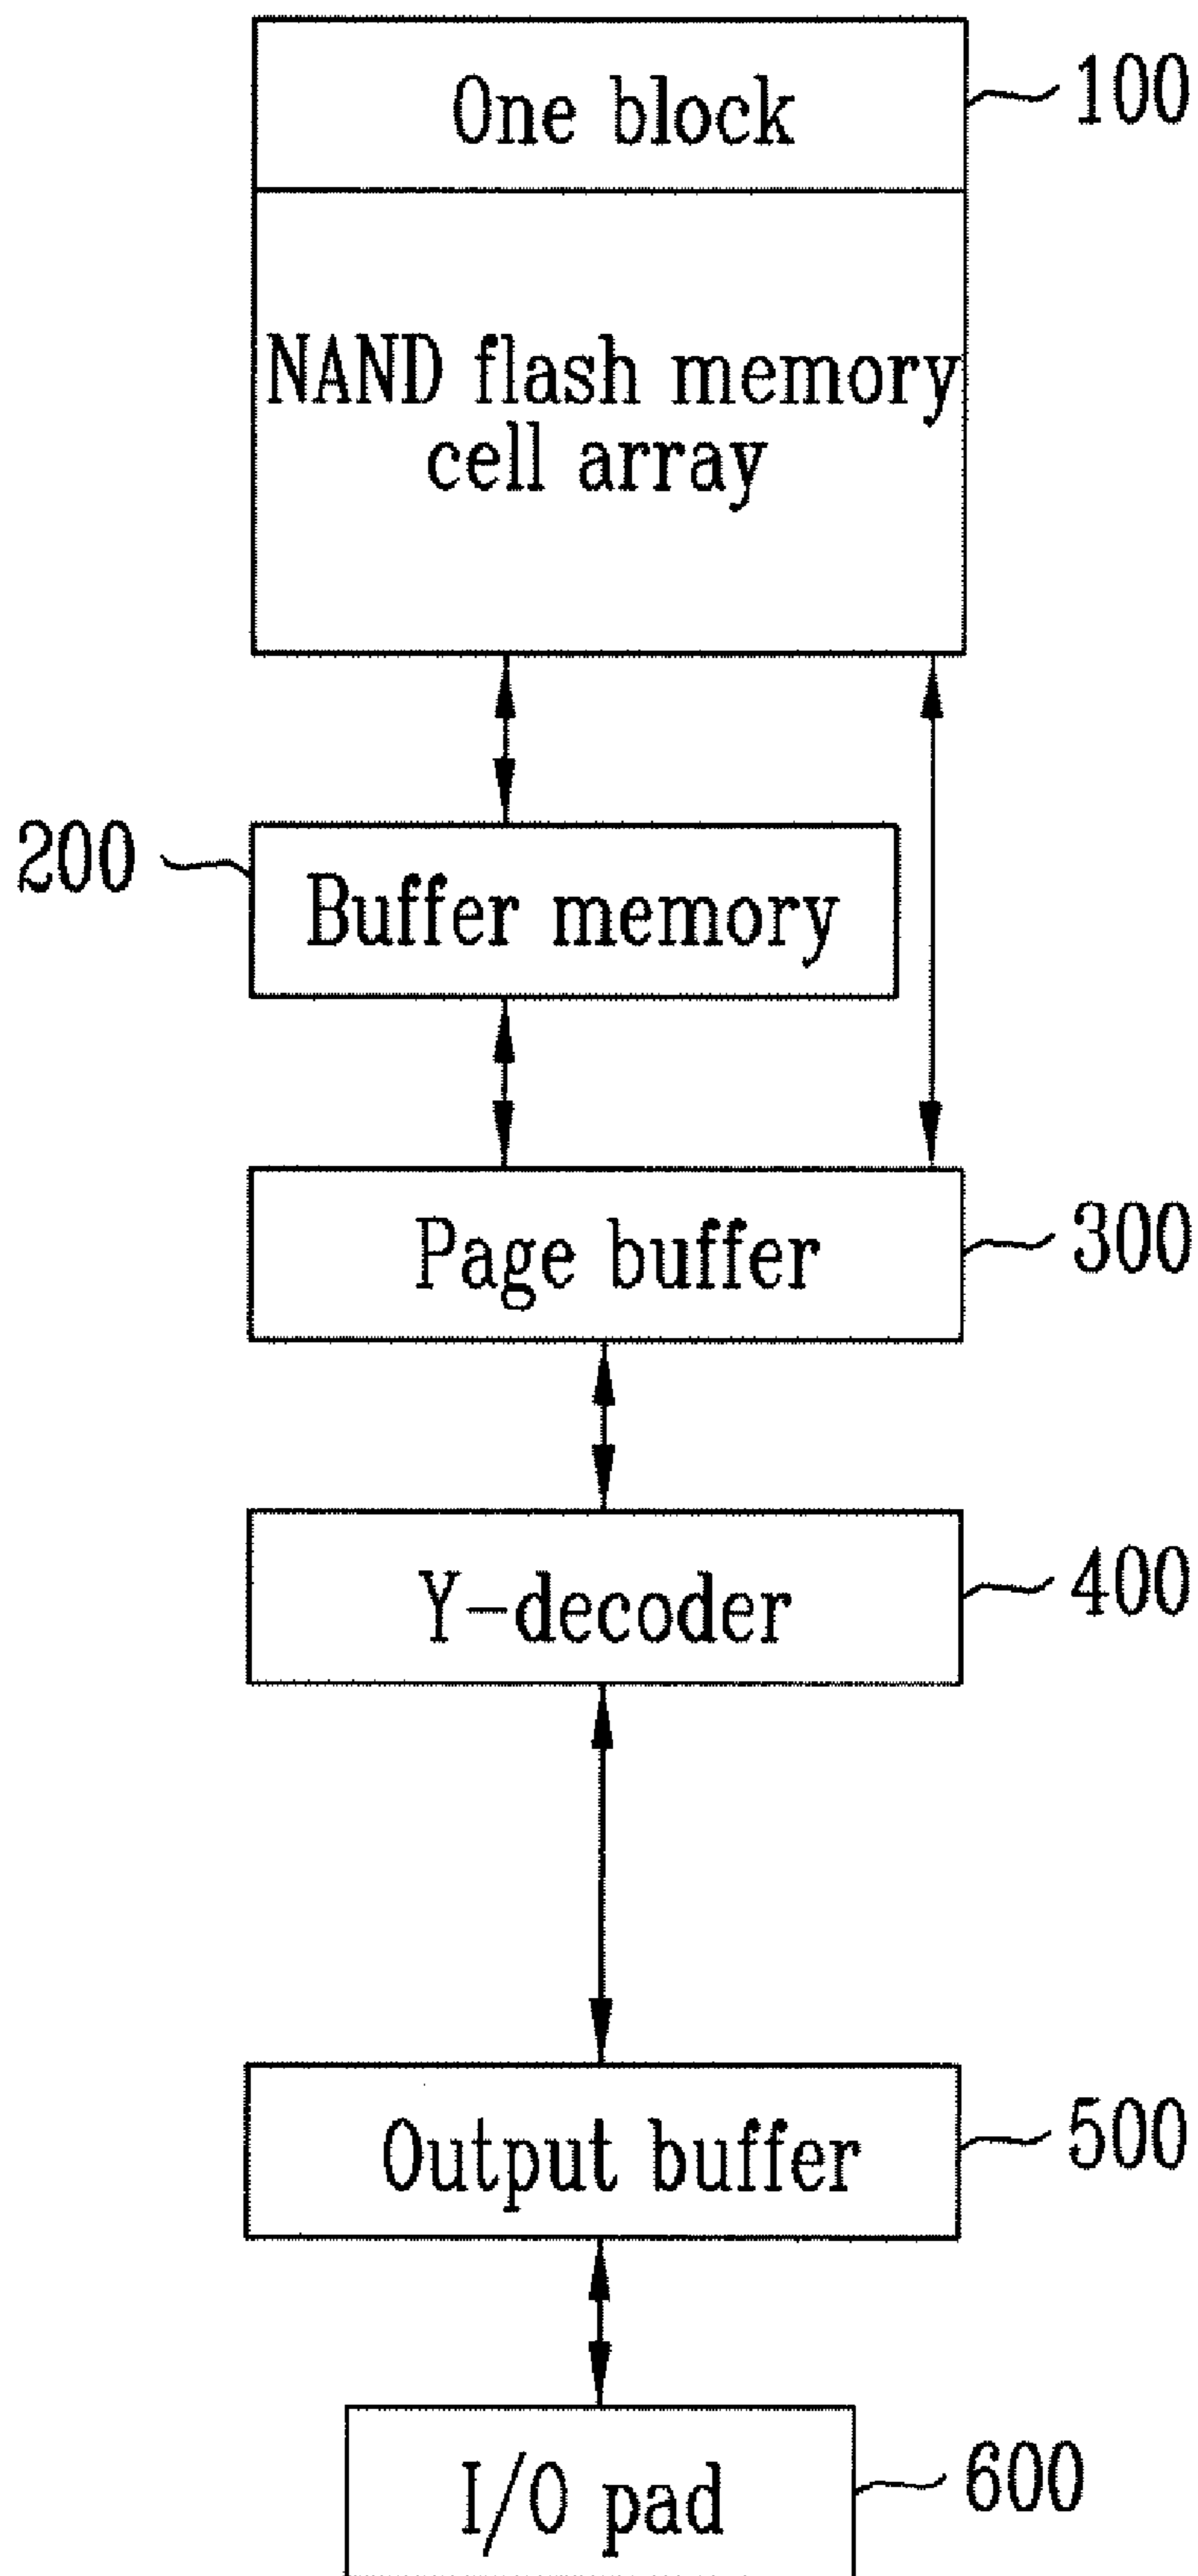 One block
100
NAND flash memory
cell array
200
Buffer memory
Page buffer
300
Y-decoder
400
Output buffer
500
I/O pad
600